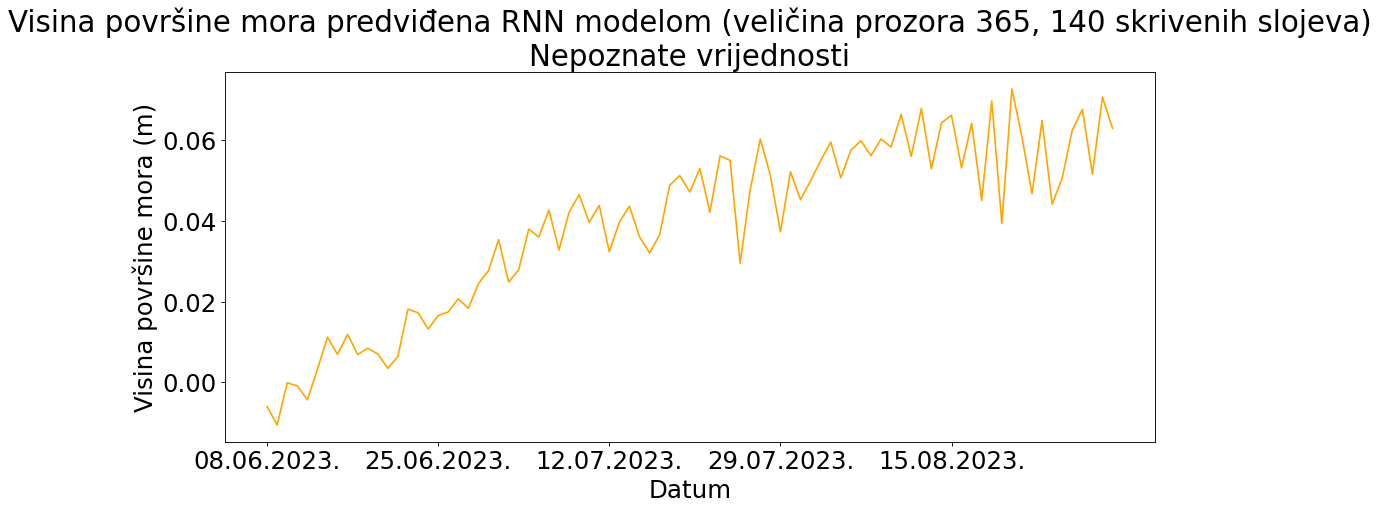 Visina površine mora predviđena RNN modelom (veličina prozora 365, 140 skrivenih slojeva)
Nepoznate vrijednosti
Visina površine mora (m)
0.06
0.04
0.02
0.00
08.06.2023. 25.06.2023. 12.07.2023. 29.07.2023. 15.08.2023.
Datum